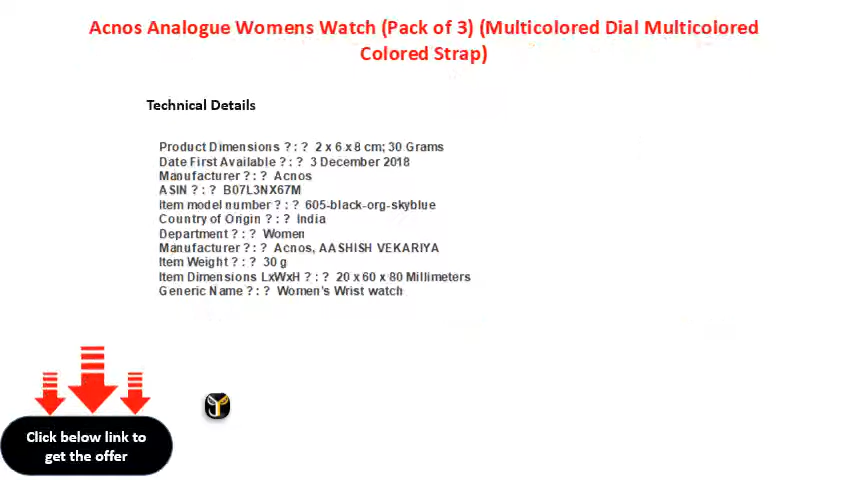 Acnos Analogue Womens Watch (Pack of 3) (Multicolored Dial Multicolored
Colored Strap)
Technical Details
Product Dimensions ? : ? 2 x 6 x 8 cm; 30 Grams
Date First Available ? : ? 3 December 2018
Manufacturer ? : ? Acnos
ASIN ? : ? B07L3NX67M
Item model number ? : ? 605-black-org-skyblue
Country of Origin ? : ? India
Department ? : ? Women
Manufacturer ? : ? Acnos, AASHISH VEKARIYA
Item Weight ? : ? 30 g
Item Dimensions LxWxH ? : ? 20 x 60 x 80 Millimeters
Generic Name ? : ? Women's Wrist watch
Click below link to
get the offer